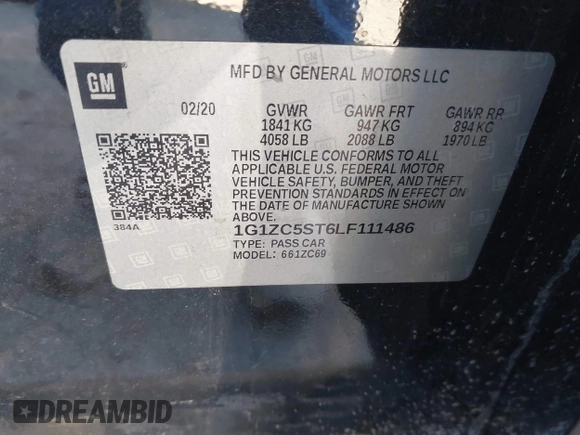 GM
MFD BY GENERAL MOTORS LLC
02/20 GVWR GAWR FRT GAWR RR
1841 KG 947 KG 894 KG
4058 LB 2088 LB 1970 LB
THIS VEHICLE CONFORMS TO ALL
APPLICABLE U.S. FEDERAL MOTOR
VEHICLE SAFETY, BUMPER, AND THEFT
PREVENTION STANDARDS IN EFFECT ON
THE DATE OF MANUFACTURE SHOWN
ABOVE.
384A
1G1ZC5ST6LF111486
TYPE: PASS CAR
MODEL: 661ZC69
DREAMBID